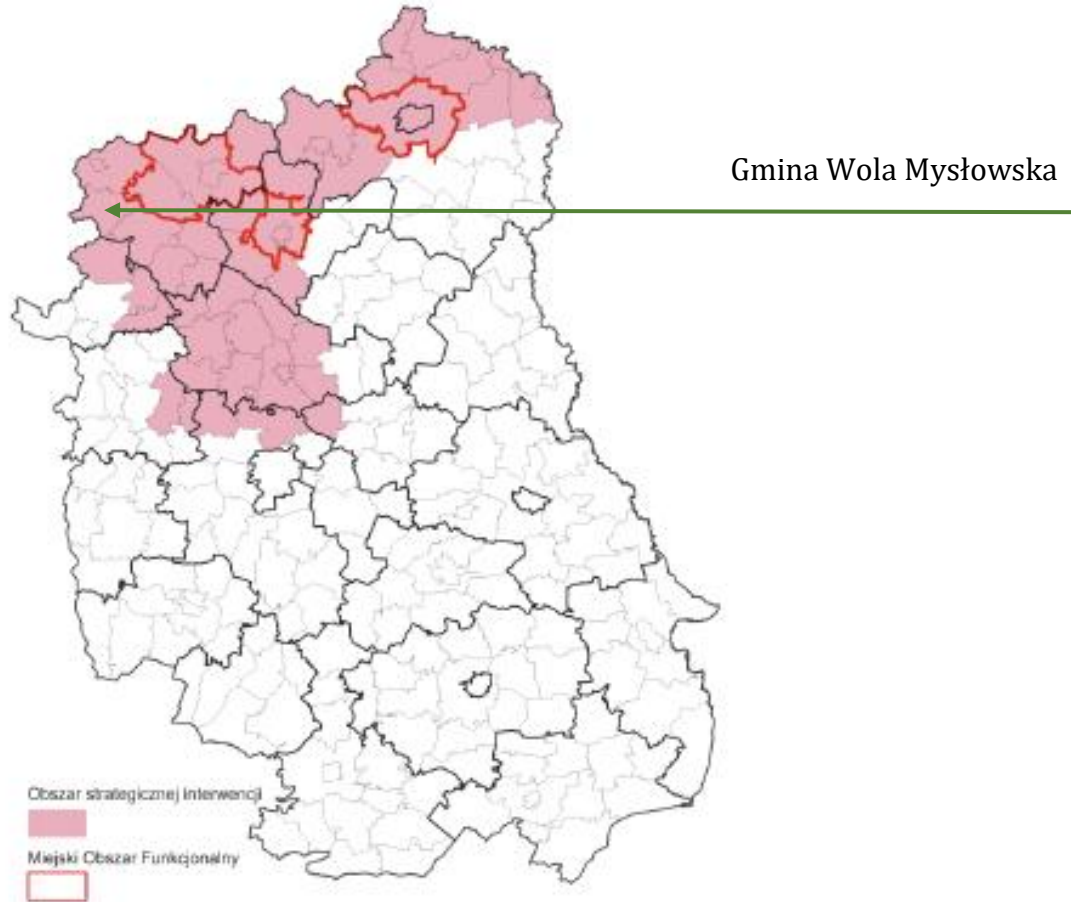 Gmina Wola Mysłowska
Obszar strategicznej interwencji
Miejski Obszar Funkcjonalny